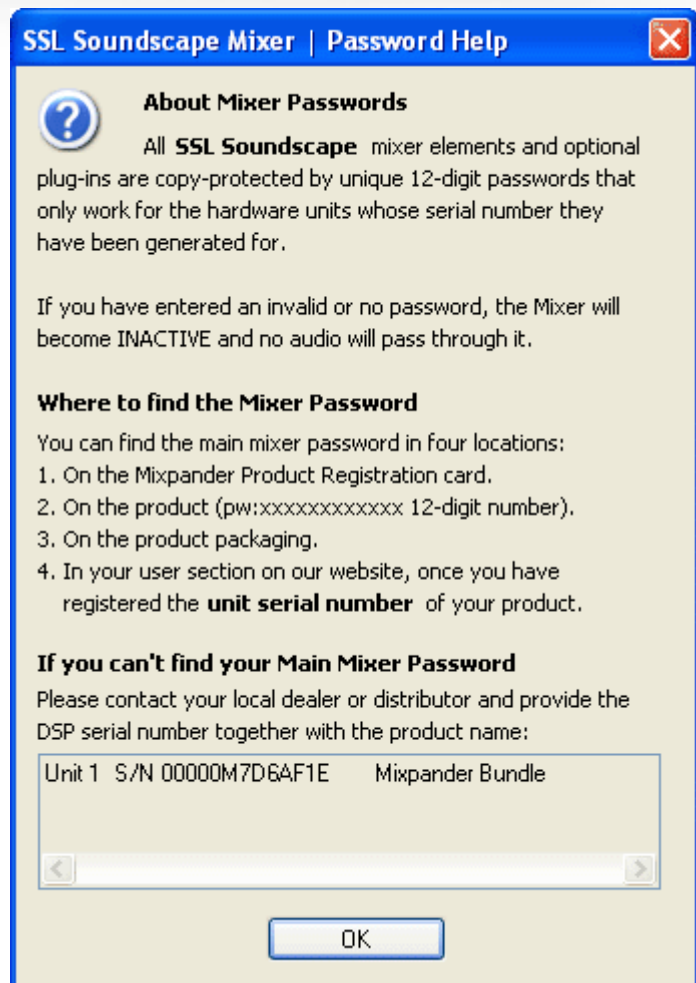 SSL Soundscape Mixer | Password Help
About Mixer Passwords
All SSL Soundscape mixer elements and optional
plug-ins are copy-protected by unique 12-digit passwords that
only work for the hardware units whose serial number they
have been generated for.
If you have entered an invalid or no password, the Mixer will
become INACTIVE and no audio will pass through it.
Where to find the Mixer Password
You can find the main mixer password in four locations:
1. On the Mixpander Product Registration card.
2. On the product (pw:xxxxxxxxxxxx 12-digit number).
3. On the product packaging.
4. In your user section on our website, once you have
registered the unit serial number of your product.
If you can't find your Main Mixer Password
Please contact your local dealer or distributor and provide the
DSP serial number together with the product name:
Unit 1 S/N 00000M7D6AF1E Mixpander Bundle
OK